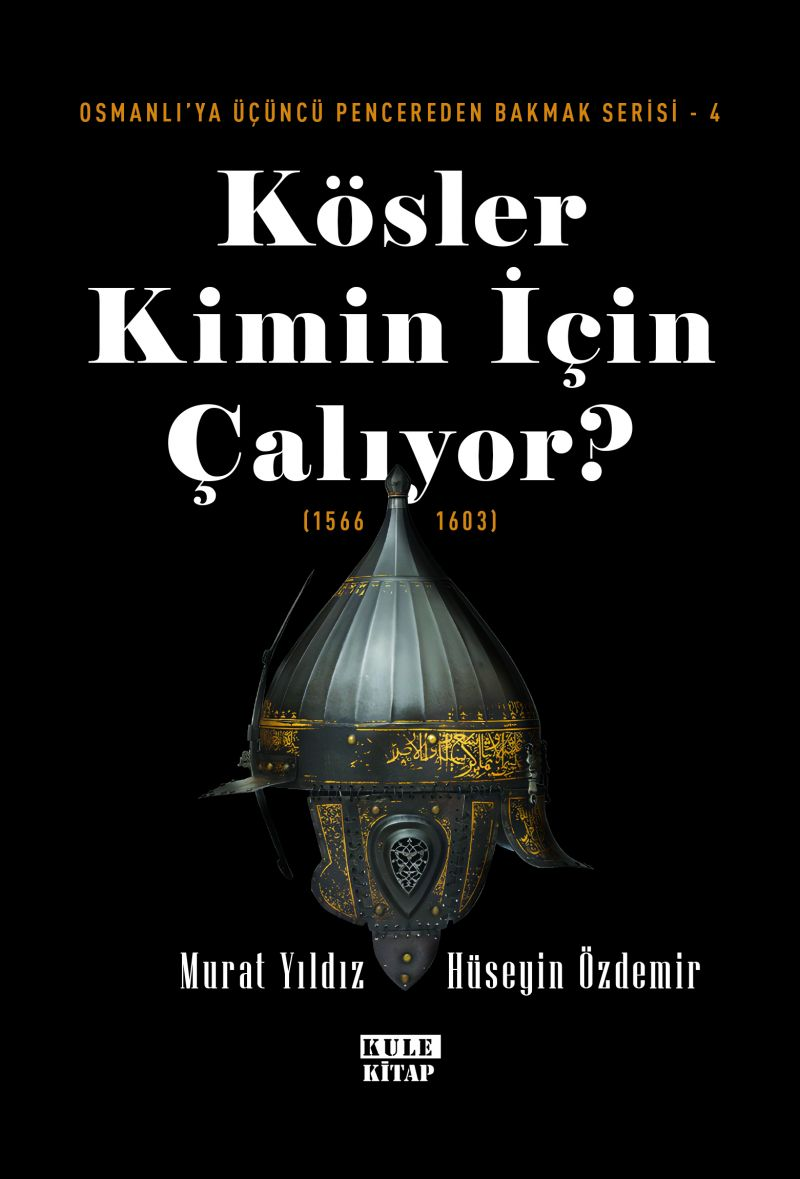 OSMANLI'YA ÜÇÜNCÜ PENCEREDEN BAKMAK SERİSİ - 4
Kösler
Kimin İçin
Çalıyor?
(1566 1603)
Murat Yıldız Hüseyin Özdemir
KULE
KİTAP